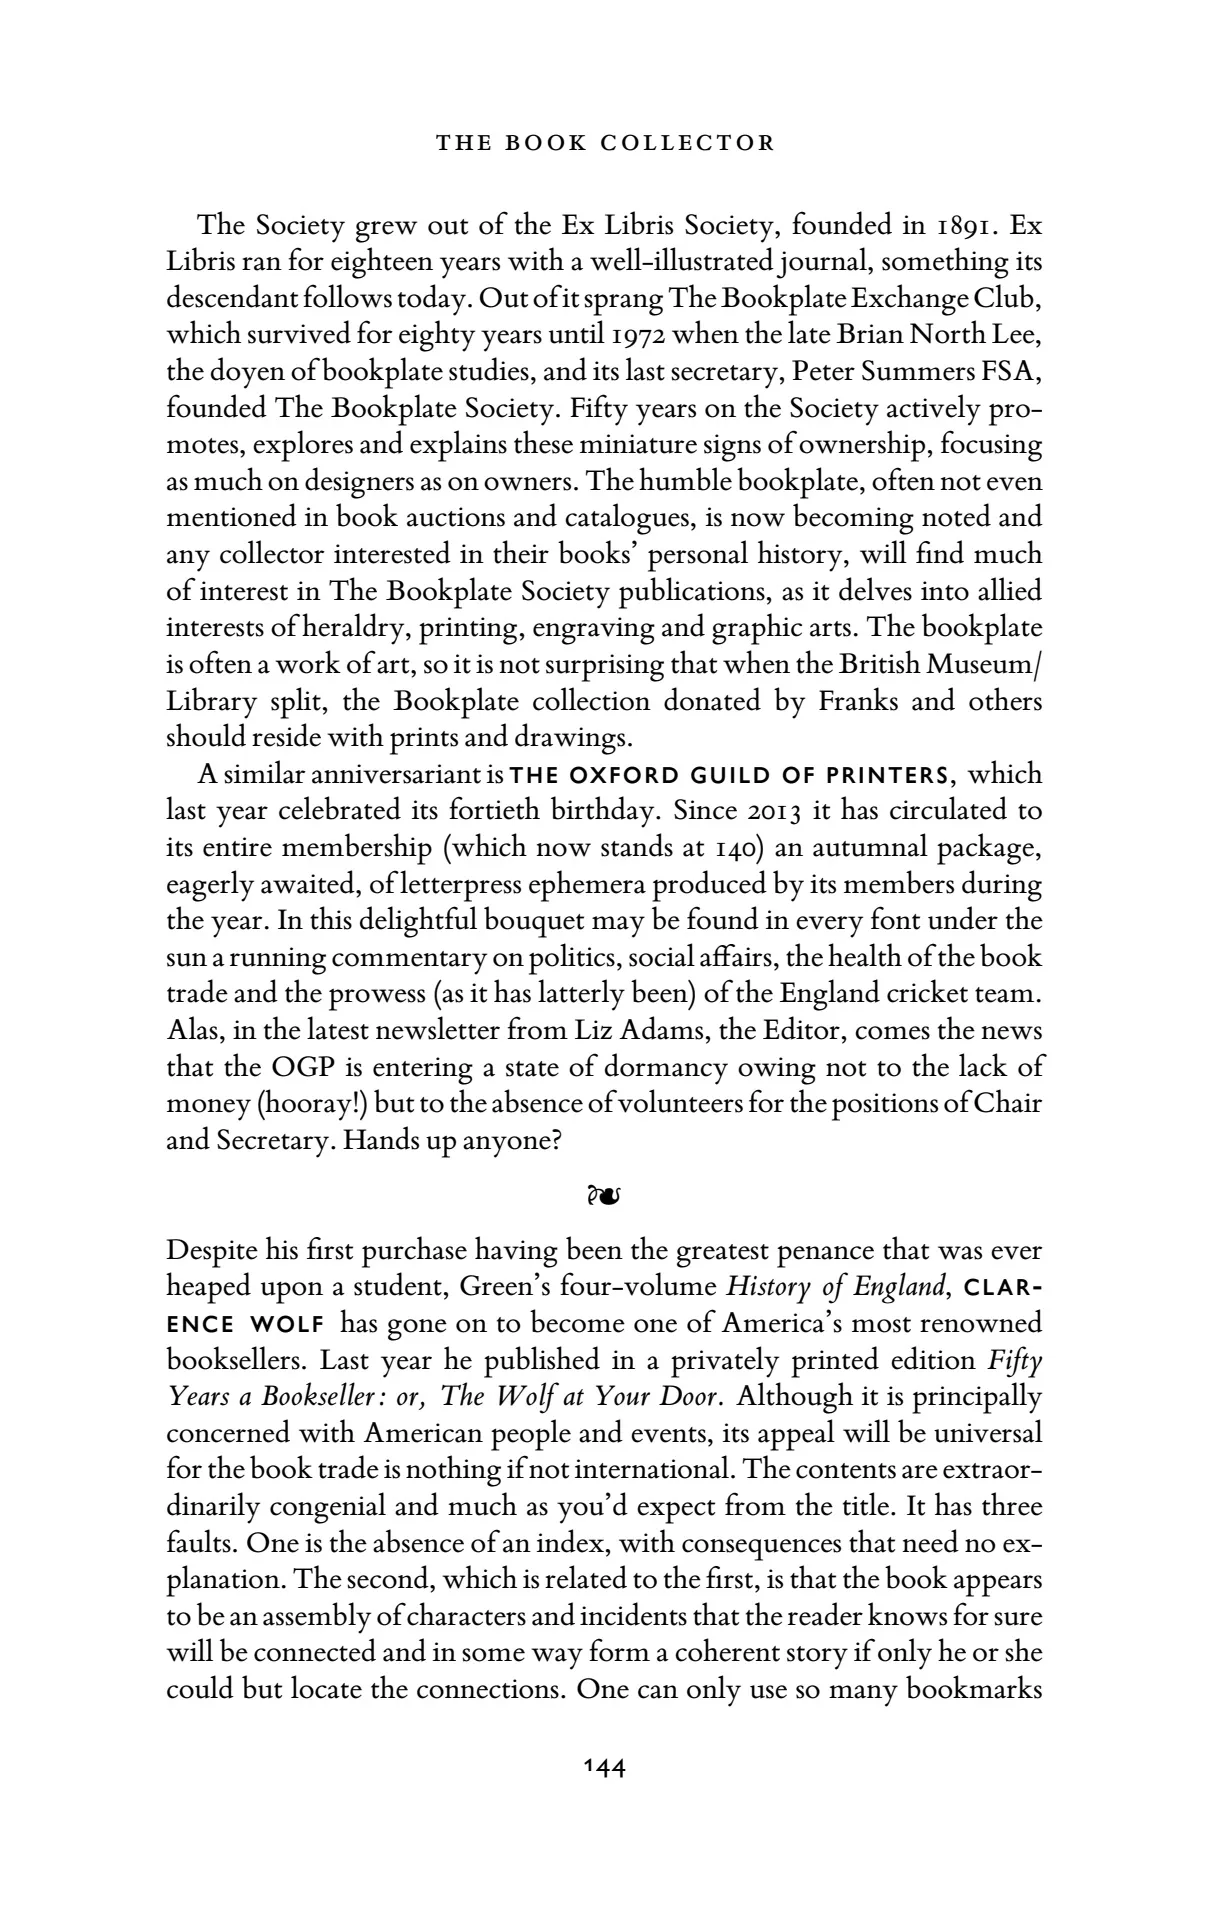 THE BOOK COLLECTOR
The Society grew out of the Ex Libris Society, founded in 1891. Ex
Libris ran for eighteen years with a well-illustrated journal, something its
descendant follows today. Out of it sprang The Bookplate Exchange Club,
which survived for eighty years until 1972 when the late Brian North Lee,
the doyen of bookplate studies, and its last secretary, Peter Summers FSA,
founded The Bookplate Society. Fifty years on the Society actively pro-
motes, explores and explains these miniature signs of ownership, focusing
as much on designers as on owners. The humble bookplate, often not even
mentioned in book auctions and catalogues, is now becoming noted and
any collector interested in their books’ personal history, will find much
of interest in The Bookplate Society publications, as it delves into allied
interests of heraldry, printing, engraving and graphic arts. The bookplate
is often a work of art, so it is not surprising that when the British Museum/
Library split, the Bookplate collection donated by Franks and others
should reside with prints and drawings.
A similar anniversariant is THE OXFORD GUILD OF PRINTERS, which
last year celebrated its fortieth birthday. Since 2013 it has circulated to
its entire membership (which now stands at 140) an autumnal package,
eagerly awaited, of letterpress ephemera produced by its members during
the year. In this delightful bouquet may be found in every font under the
sun a running commentary on politics, social affairs, the health of the book
trade and the prowess (as it has latterly been) of the England cricket team.
Alas, in the latest newsletter from Liz Adams, the Editor, comes the news
that the OGP is entering a state of dormancy owing not to the lack of
money (hooray!) but to the absence of volunteers for the positions of Chair
and Secretary. Hands up anyone?
❧
Despite his first purchase having been the greatest penance that was ever
heaped upon a student, Green’s four-volume History of England, CLAR-
ENCE WOLF has gone on to become one of America’s most renowned
booksellers. Last year he published in a privately printed edition Fifty
Years a Bookseller: or, The Wolf at Your Door. Although it is principally
concerned with American people and events, its appeal will be universal
for the book trade is nothing if not international. The contents are extraor-
dinarily congenial and much as you’d expect from the title. It has three
faults. One is the absence of an index, with consequences that need no ex-
planation. The second, which is related to the first, is that the book appears
to be an assembly of characters and incidents that the reader knows for sure
will be connected and in some way form a coherent story if only he or she
could but locate the connections. One can only use so many bookmarks
144